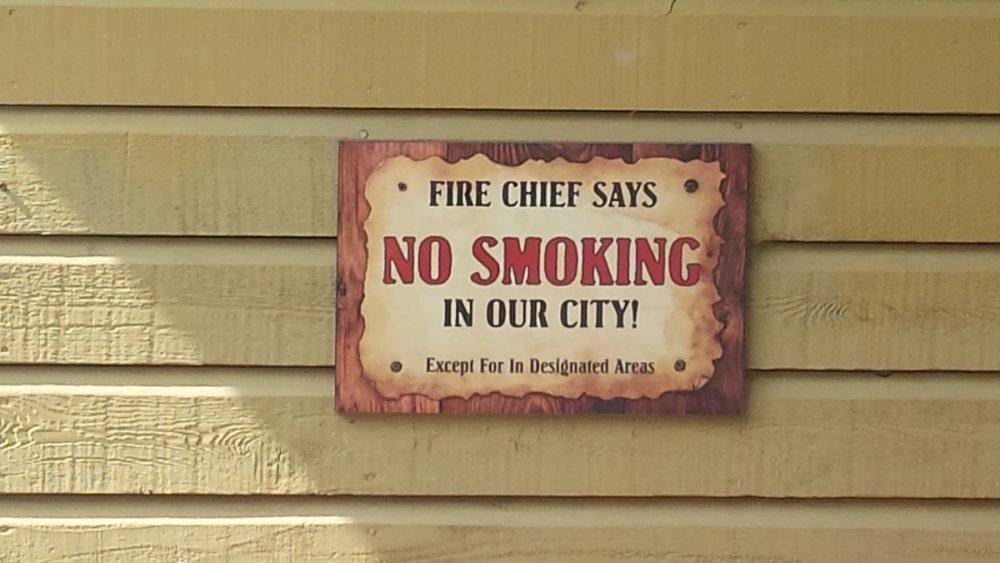 FIRE CHIEF SAYS
NO SMOKING
IN OUR CITY!
Except For In Designated Areas